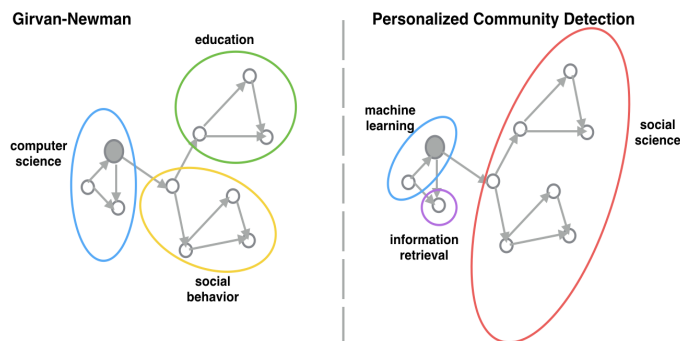 Girvan-Newman
education
computer
science
social
behavior
Personalized Community Detection
machine
learning
social
science
information
retrieval